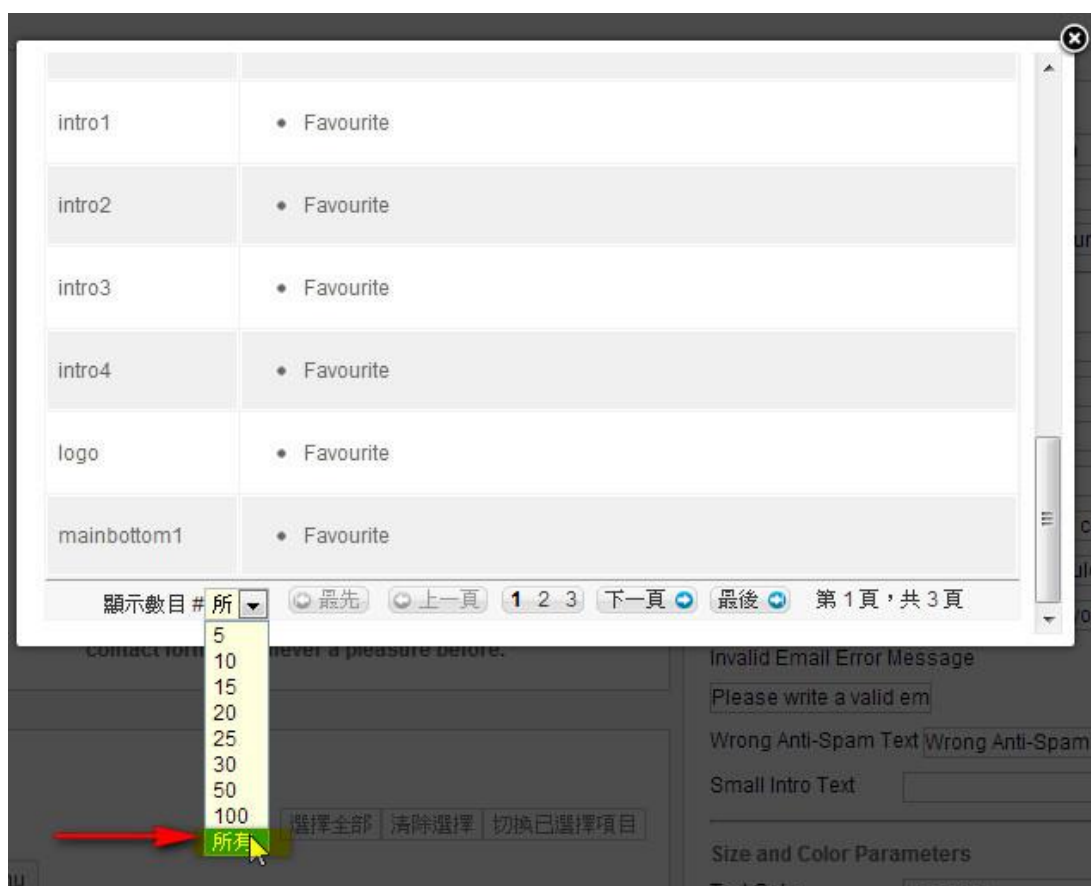 intro1 • Favourite
intro2 • Favourite
intro3 • Favourite
intro4 • Favourite
logo • Favourite
mainbottom1 • Favourite
顯示數目 # 所 最先 上一頁 1 2 3 下一頁 最後 第 1 頁，共 3 頁
5
10
15
20
25
30
50
100
所有
never a pleasure before.
選擇全部 清除選擇 切換已選擇項目
Invalid Email Error Message
Please write a valid em
Wrong Anti-Spam Text Wrong Anti-Spam
Small Intro Text
Size and Color Parameters